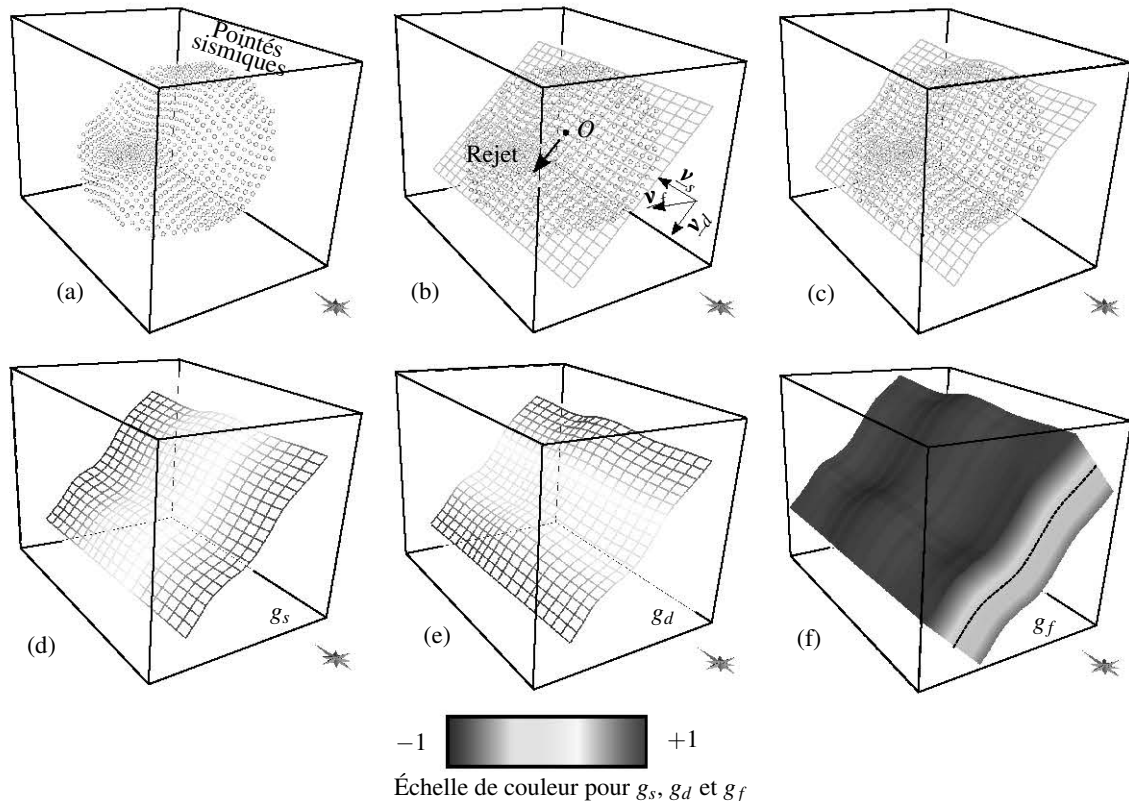 Pointés
sismiques
(a)
O
Rejet
𝝂_s
𝝂_f
𝝂_d
(b)
(c)
g_s
(d)
g_d
(e)
g_f
(f)
−1
+1
Échelle de couleur pour g_s, g_d et g_f